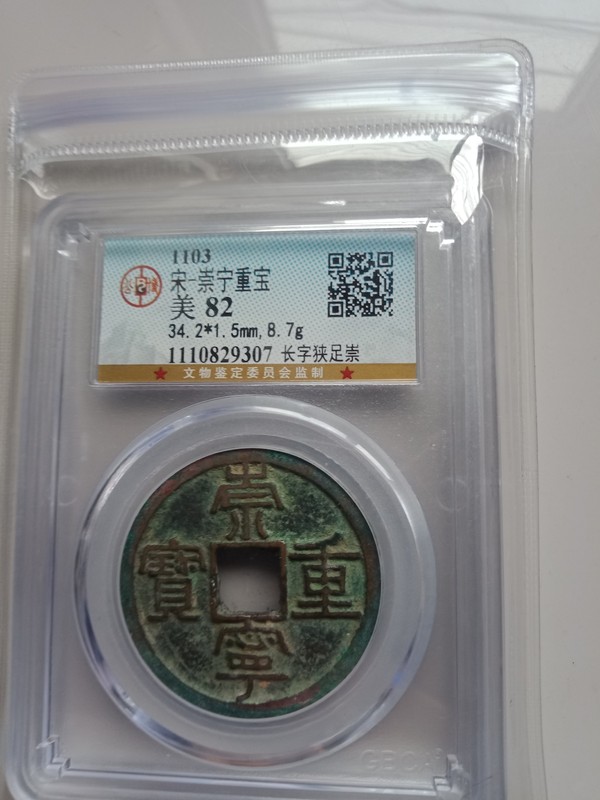 1103
宋-崇宁重宝
美 82
34.2*1.5mm,8.7g
1110829307 长字狭足崇
★ 文物鉴定委员会监制 ★
崇
寶 重
寧